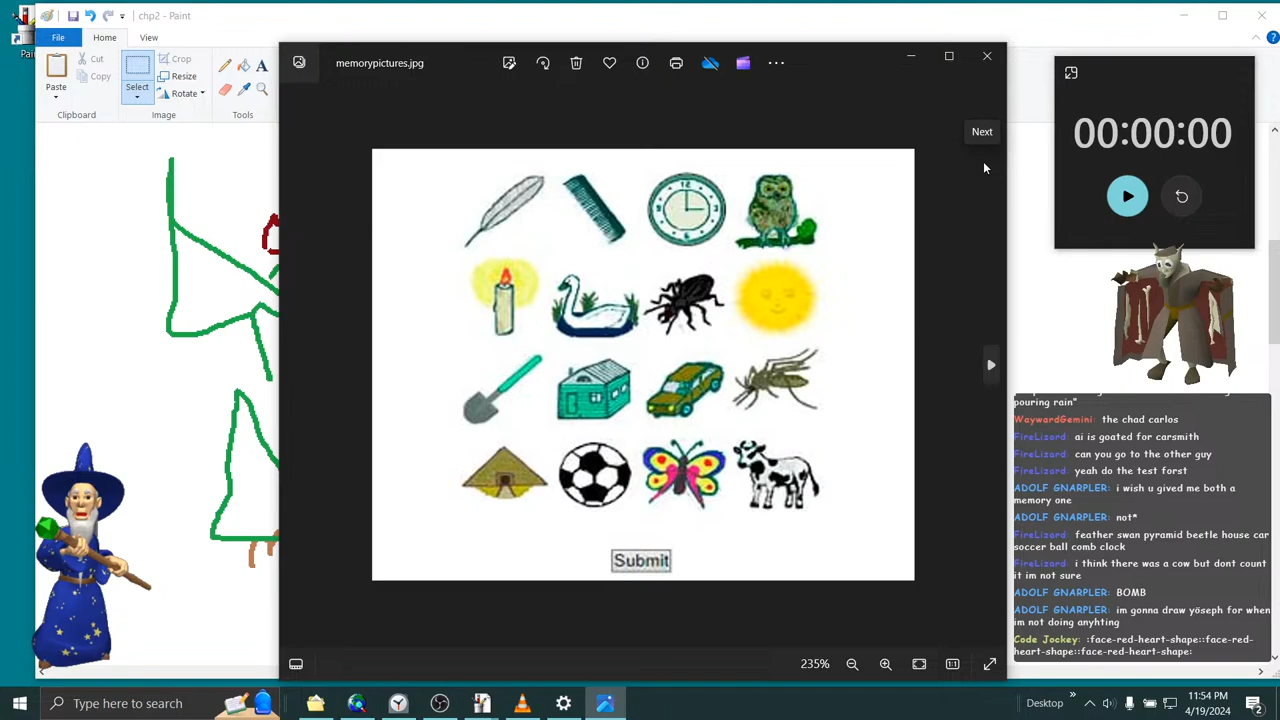 chp2 - Paint
File
Home
View
Cut
Copy
Paste
Clipboard
Select
Crop
Resize
Rotate
Image
Tools
memorypictures.jpg
Next
12
Submit
235%
00:00:00
pouring rain"
WaywardGemini: the chad carlos
FireLizard: ai is goated for carsmith
FireLizard: can you go to the other guy
FireLizard: yeah do the test forst
ADOLF GNARPLER: i wish u gived me both a
memory one
ADOLF GNARPLER: not*
FireLizard: feather swan pyramid beetle house car
soccer ball comb clock
FireLizard: i think there was a cow but dont count
it im not sure
ADOLF GNARPLER: BOMB
ADOLF GNARPLER: im gonna draw yöseph for when
im not doing anyhting
Code Jockey: :face-red-heart-shape::face-red-
heart-shape::face-red-heart-shape:
Type here to search
Desktop
11:54 PM
4/19/2024
2